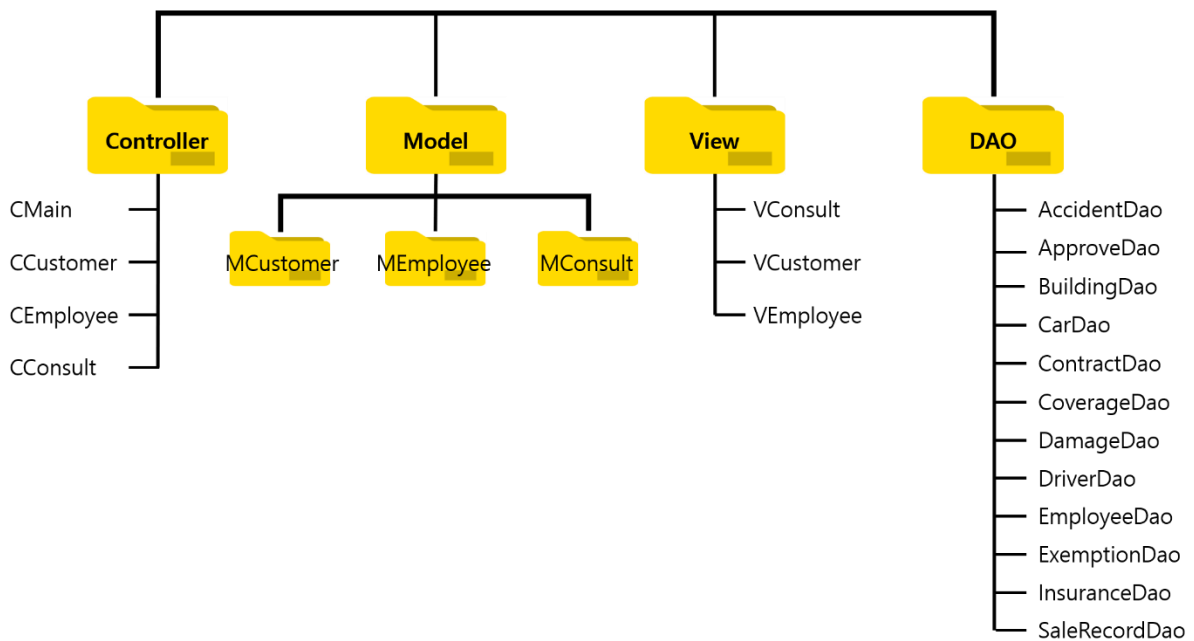 Controller
Model
View
DAO
CMain
CCustomer
CEmployee
CConsult
MCustomer
MEmployee
MConsult
VConsult
VCustomer
VEmployee
AccidentDao
ApproveDao
BuildingDao
CarDao
ContractDao
CoverageDao
DamageDao
DriverDao
EmployeeDao
ExemptionDao
InsuranceDao
SaleRecordDao